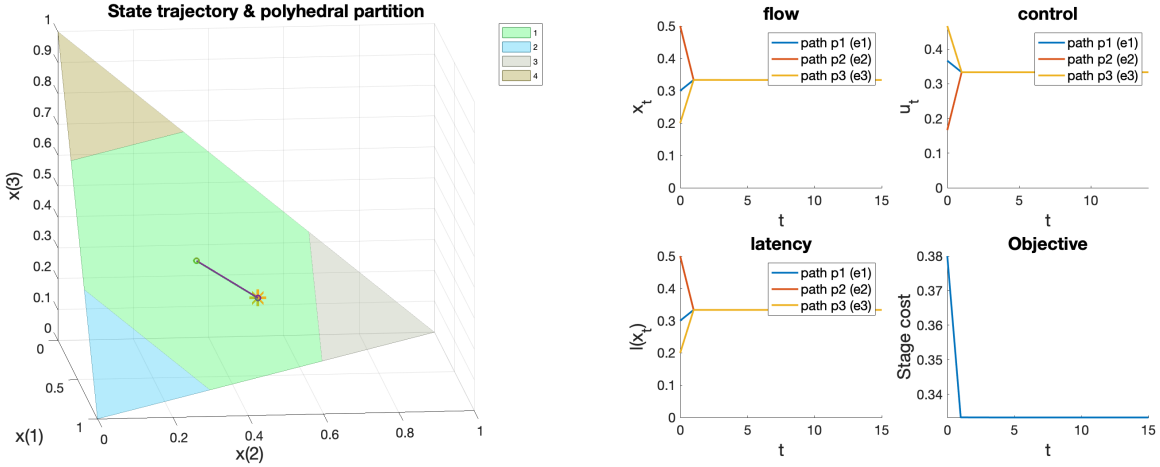 State trajectory & polyhedral partition
1
2
3
4
x(3)
1
0.9
0.8
0.7
0.6
0.5
0.4
0.3
0.2
0.1
0
0
0.5
1
x(1)
0
0.2
0.4
0.6
0.8
1
x(2)
flow
path p1 (e1)
path p2 (e2)
path p3 (e3)
x_t
0.5
0.4
0.3
0.2
0.1
0
0 5 10 15
t
control
path p1 (e1)
path p2 (e2)
path p3 (e3)
u_t
0.4
0.3
0.2
0.1
0
0 5 10
t
latency
path p1 (e1)
path p2 (e2)
path p3 (e3)
l(x_t)
0.5
0.4
0.3
0.2
0.1
0
0 5 10 15
t
Objective
Stage cost
0.38
0.37
0.36
0.35
0.34
0 5 10 15
t